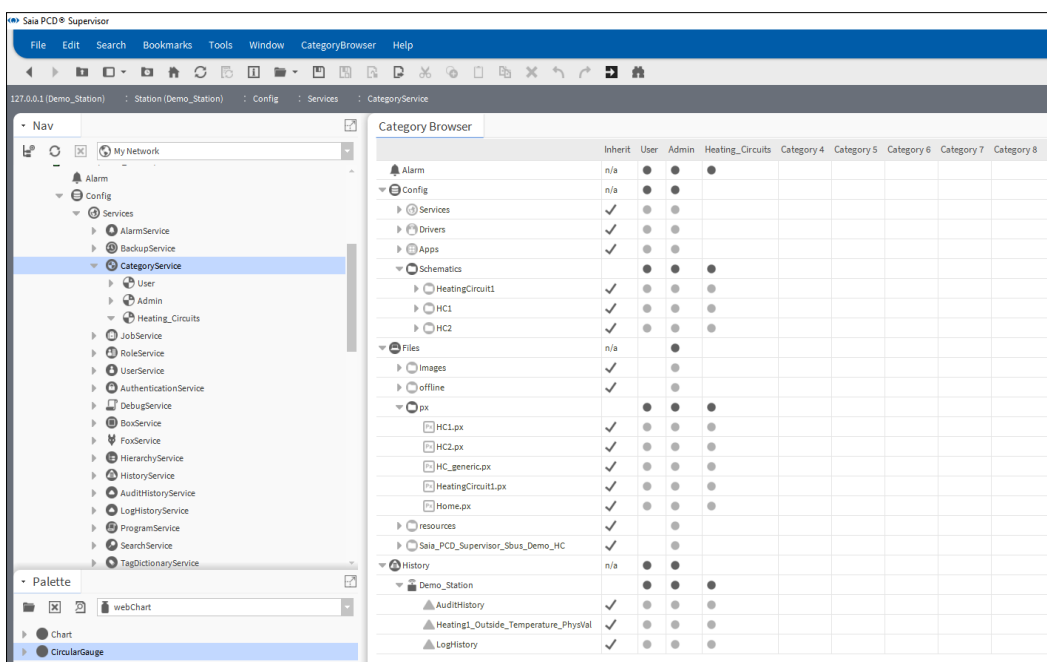 Saia PCD® Supervisor
File Edit Search Bookmarks Tools Window CategoryBrowser Help
127.0.0.1 (Demo_Station) : Station (Demo_Station) : Config : Services : CategoryService
Nav
My Network
Alarm
Config
Services
AlarmService
BackupService
CategoryService
User
Admin
Heating_Circuits
JobService
RoleService
UserService
AuthenticationService
DebugService
BoxService
FoxService
HierarchyService
HistoryService
AuditHistoryService
LogHistoryService
ProgramService
SearchService
TagDictionaryService
Palette
webChart
Chart
CircularGauge
Category Browser
Inherit User Admin Heating_Circuits Category 4 Category 5 Category 6 Category 7 Category 8
Alarm n/a
Config n/a
Services
Drivers
Apps
Schematics
HeatingCircuit1
HC1
HC2
Files n/a
Images
offline
px
Px HC1.px
Px HC2.px
Px HC_generic.px
Px HeatingCircuit1.px
Px Home.px
resources
Saia_PCD_Supervisor_Sbus_Demo_HC
History n/a
Demo_Station
AuditHistory
Heating1_Outside_Temperature_PhysVal
LogHistory